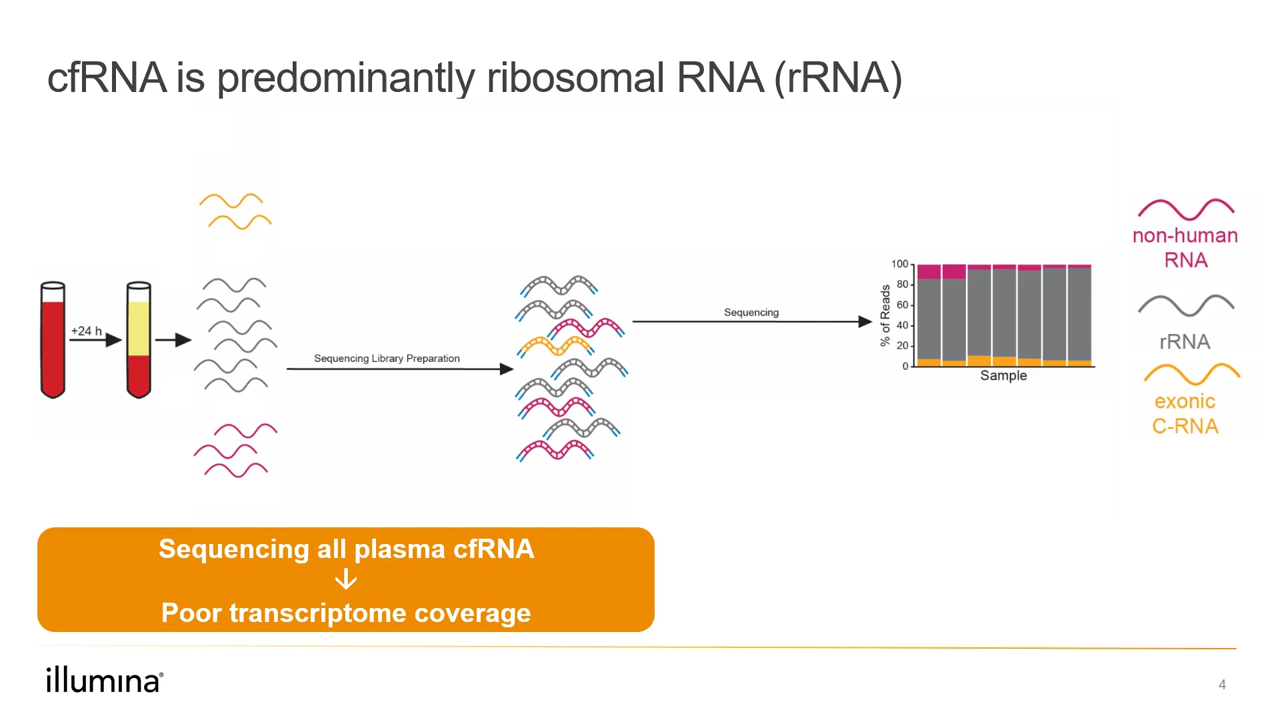 cfRNA is predominantly ribosomal RNA (rRNA)
+24 h
Sequencing Library Preparation
Sequencing
% of Reads
100
80
60
40
20
0
Sample
non-human
RNA
rRNA
exonic
C-RNA
Sequencing all plasma cfRNA
↓
Poor transcriptome coverage
illumina®
4